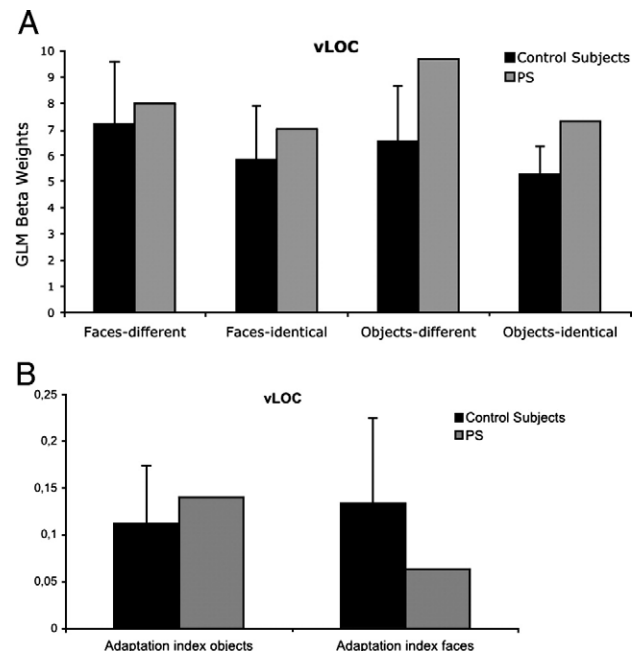 A
vLOC
GLM Beta Weights
10
9
8
7
6
5
4
3
2
1
0
Control Subjects
PS
Faces-different Faces-identical Objects-different Objects-identical
B
vLOC
0,25
0,2
0,15
0,1
0,05
0
Control Subjects
PS
Adaptation index objects Adaptation index faces